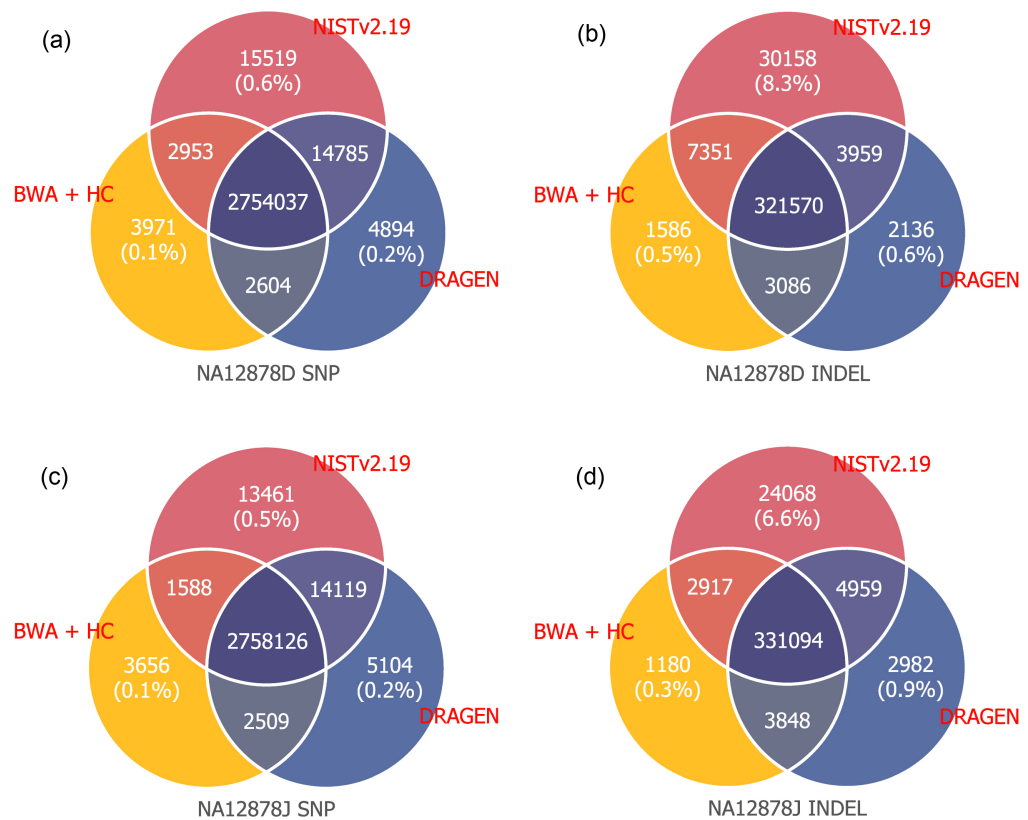 (a)
NISTv2.19
15519
(0.6%)
2953
14785
BWA + HC
2754037
3971
(0.1%)
4894
(0.2%)
2604
DRAGEN
NA12878D SNP
(b)
NISTv2.19
30158
(8.3%)
7351
3959
BWA + HC
321570
1586
(0.5%)
2136
(0.6%)
3086
DRAGEN
NA12878D INDEL
(c)
NISTv2.19
13461
(0.5%)
1588
14119
BWA + HC
2758126
3656
(0.1%)
5104
(0.2%)
2509
DRAGEN
NA12878J SNP
(d)
NISTv2.19
24068
(6.6%)
2917
4959
BWA + HC
331094
1180
(0.3%)
2982
(0.9%)
3848
DRAGEN
NA12878J INDEL